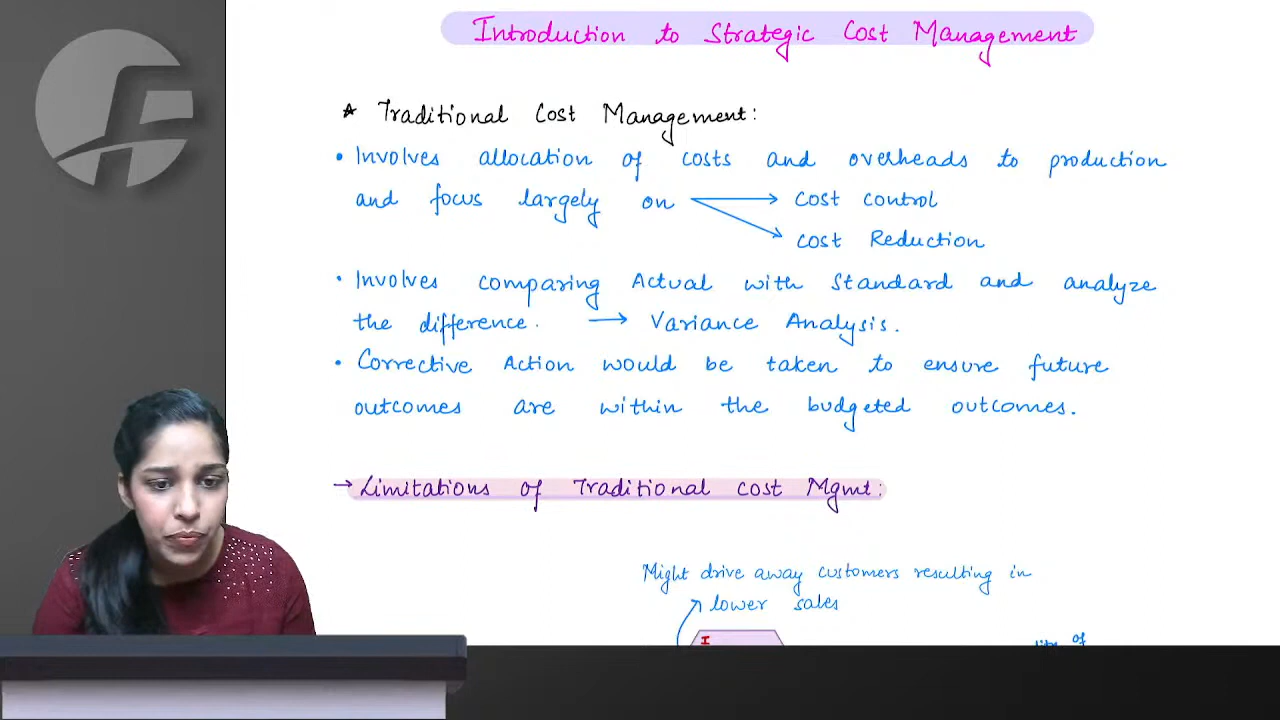 Introduction to Strategic Cost Management
* Traditional Cost Management:
• Involves allocation of costs and overheads to production
and focus largely on → cost control
→ cost Reduction
• Involves comparing Actual with Standard and analyze
the difference. → Variance Analysis.
• Corrective Action would be taken to ensure future
outcomes are within the budgeted outcomes.
→ Limitations of Traditional cost Mgmt:
Might drive away customers resulting in
lower sales
I
of